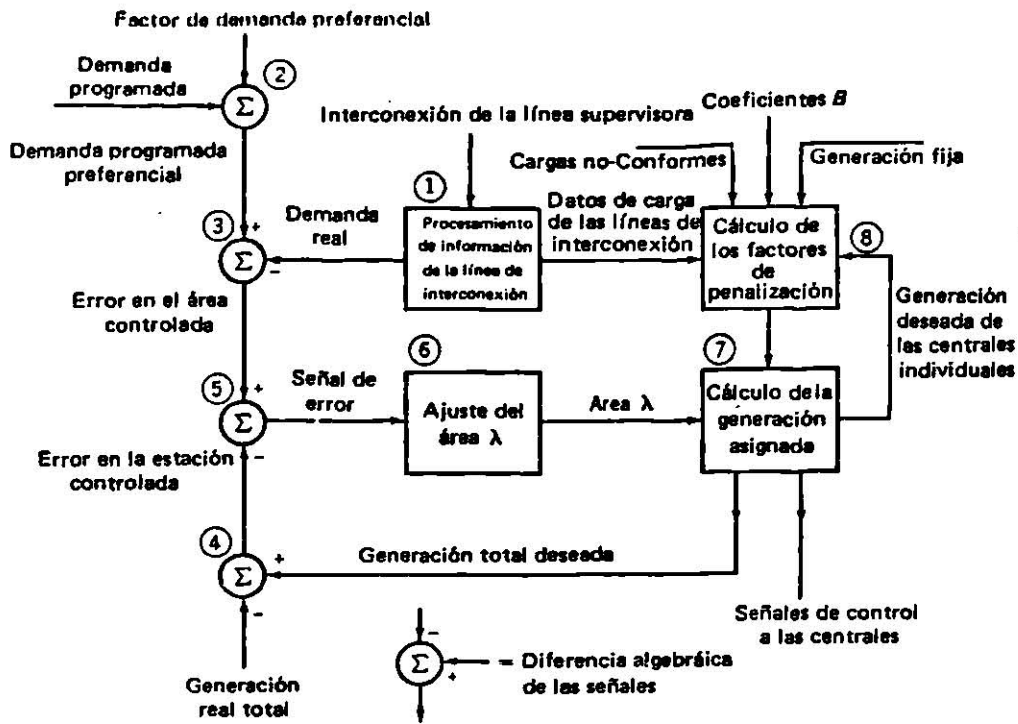 Factor de demanda preferencial
2
Demanda
programada
Σ
Demanda programada
preferencial
Interconexión de la línea supervisora
Coeficientes B
Cargas no-Conformes
Generación fija
1
Procesamiento
de información
de la línea de
interconexión
Datos de carga
de las líneas de
interconexión
Cálculo de
los factores
de
penalización
8
3
+
Σ
−
Demanda
real
Error en el área
controlada
Generación
deseada de
las centrales
individuales
5
+
Σ
−
Señal de
error
6
Ajuste del
área λ
Area λ
7
Cálculo de la
generación
asignada
Error en la estación
controlada
4
+
Σ
−
Generación total deseada
Generación
real total
−
Σ
+
= Diferencia algebráica
de las señales
Señales de control
a las centrales